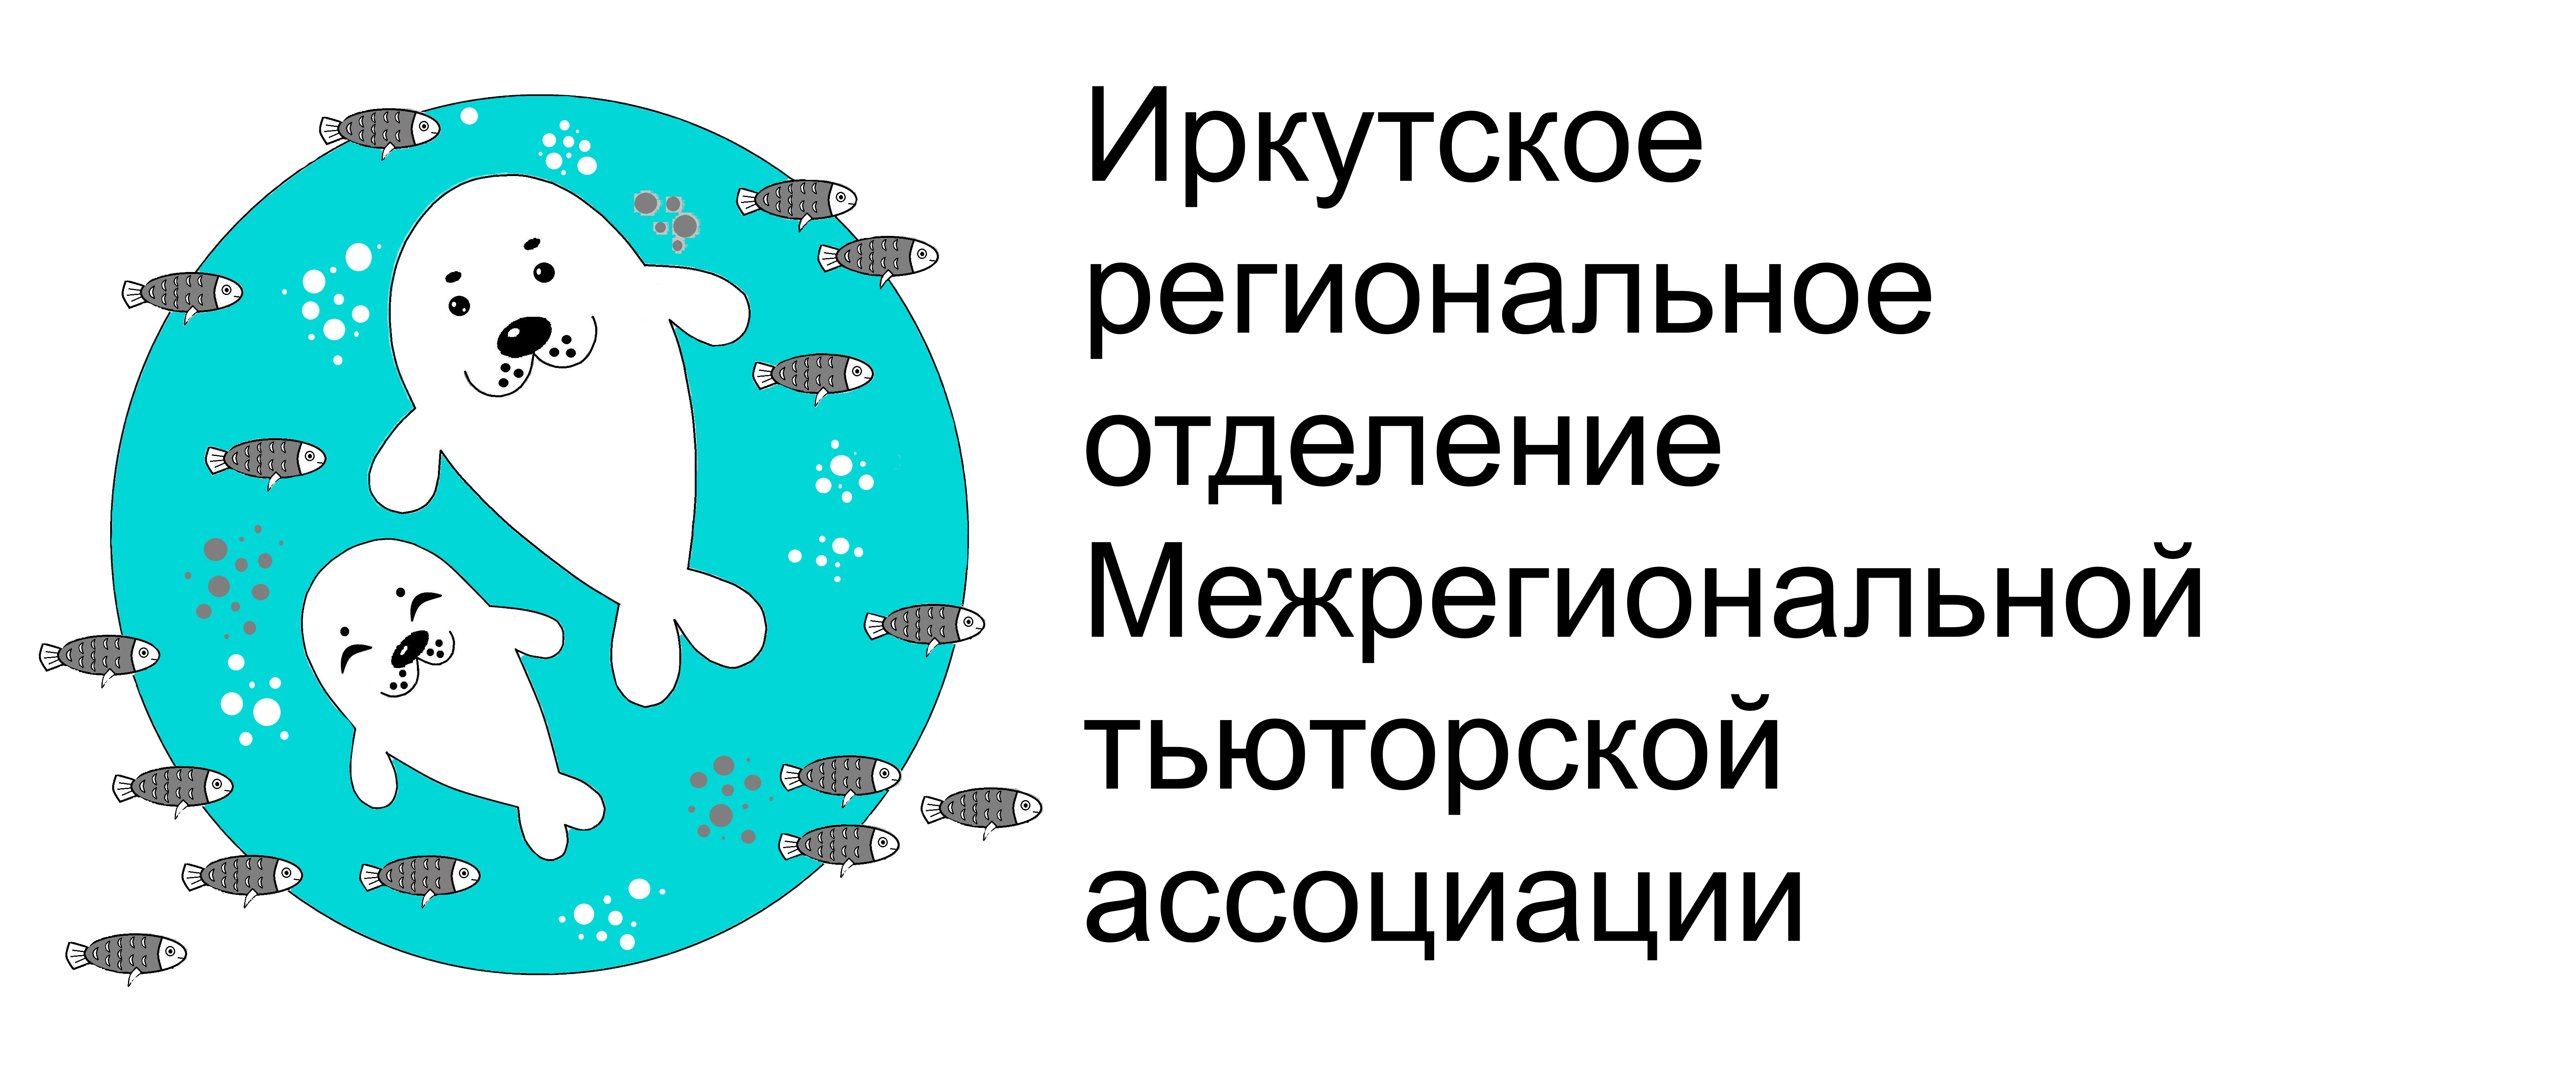 Иркутское
региональное
отделение
Межрегиональной
тьюторской
ассоциации